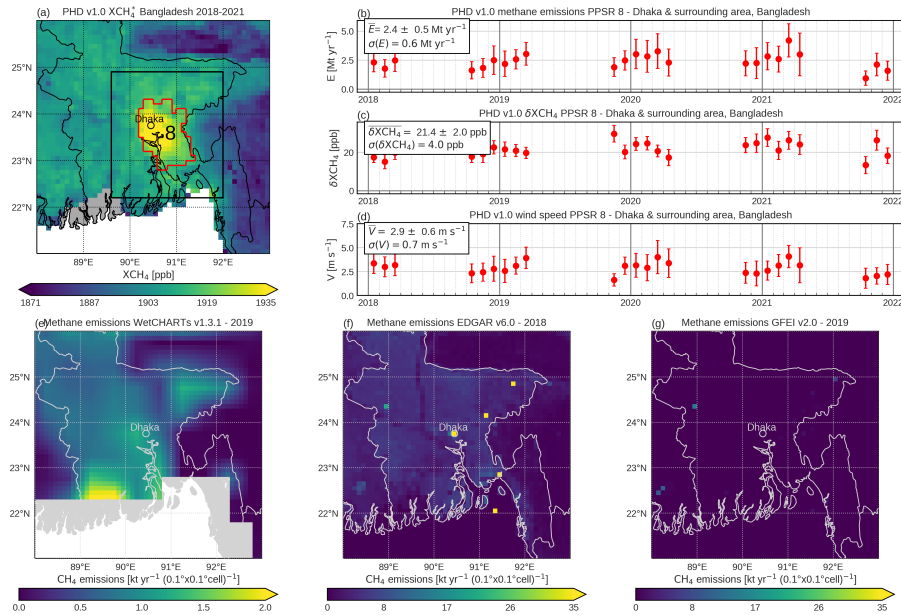 (a) PHD v1.0 XCH₄⁺ Bangladesh 2018-2021
25°N
24°N
23°N
22°N
Dhaka
8
89°E 90°E 91°E 92°E
XCH₄ [ppb]
1871 1887 1903 1919 1935
(b) PHD v1.0 methane emissions PPSR 8 - Dhaka & surrounding area, Bangladesh
E [Mt yr⁻¹]
5.0
2.5
0.0
E̅= 2.4 ± 0.5 Mt yr⁻¹
σ(E) = 0.6 Mt yr⁻¹
2018 2019 2020 2021 2022
(c) PHD v1.0 δXCH₄ PPSR 8 - Dhaka & surrounding area, Bangladesh
δXCH₄ [ppb]
20
0
δXCH₄ = 21.4 ± 2.0 ppb
σ(δXCH₄) = 4.0 ppb
2018 2019 2020 2021 2022
(d) PHD v1.0 wind speed PPSR 8 - Dhaka & surrounding area, Bangladesh
V [m s⁻¹]
7.5
5.0
2.5
0.0
V̅ = 2.9 ± 0.6 m s⁻¹
σ(V) = 0.7 m s⁻¹
2018 2019 2020 2021 2022
(e) Methane emissions WetCHARTs v1.3.1 - 2019
25°N
24°N
23°N
22°N
Dhaka
89°E 90°E 91°E 92°E
CH₄ emissions [kt yr⁻¹ (0.1°x0.1°cell)⁻¹]
0.0 0.5 1.0 1.5 2.0
(f) Methane emissions EDGAR v6.0 - 2018
25°N
24°N
23°N
22°N
Dhaka
89°E 90°E 91°E 92°E
CH₄ emissions [kt yr⁻¹ (0.1°x0.1°cell)⁻¹]
0 8 17 26 35
(g) Methane emissions GFEI v2.0 - 2019
25°N
24°N
23°N
22°N
Dhaka
89°E 90°E 91°E 92°E
CH₄ emissions [kt yr⁻¹ (0.1°x0.1°cell)⁻¹]
0 8 17 26 35